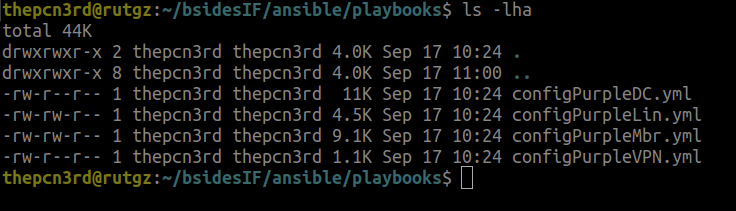 thepcn3rd@rutgz:~/bsidesIF/ansible/playbooks$ ls -lha
total 44K
drwxrwxr-x 2 thepcn3rd thepcn3rd 4.0K Sep 17 10:24 .
drwxrwxr-x 8 thepcn3rd thepcn3rd 4.0K Sep 17 11:00 ..
-rw-r--r-- 1 thepcn3rd thepcn3rd  11K Sep 17 10:24 configPurpleDC.yml
-rw-rw-r-- 1 thepcn3rd thepcn3rd 4.5K Sep 17 10:24 configPurpleLin.yml
-rw-rw-r-- 1 thepcn3rd thepcn3rd 9.1K Sep 17 10:24 configPurpleMbr.yml
-rw-rw-r-- 1 thepcn3rd thepcn3rd 1.1K Sep 17 10:24 configPurpleVPN.yml
thepcn3rd@rutgz:~/bsidesIF/ansible/playbooks$